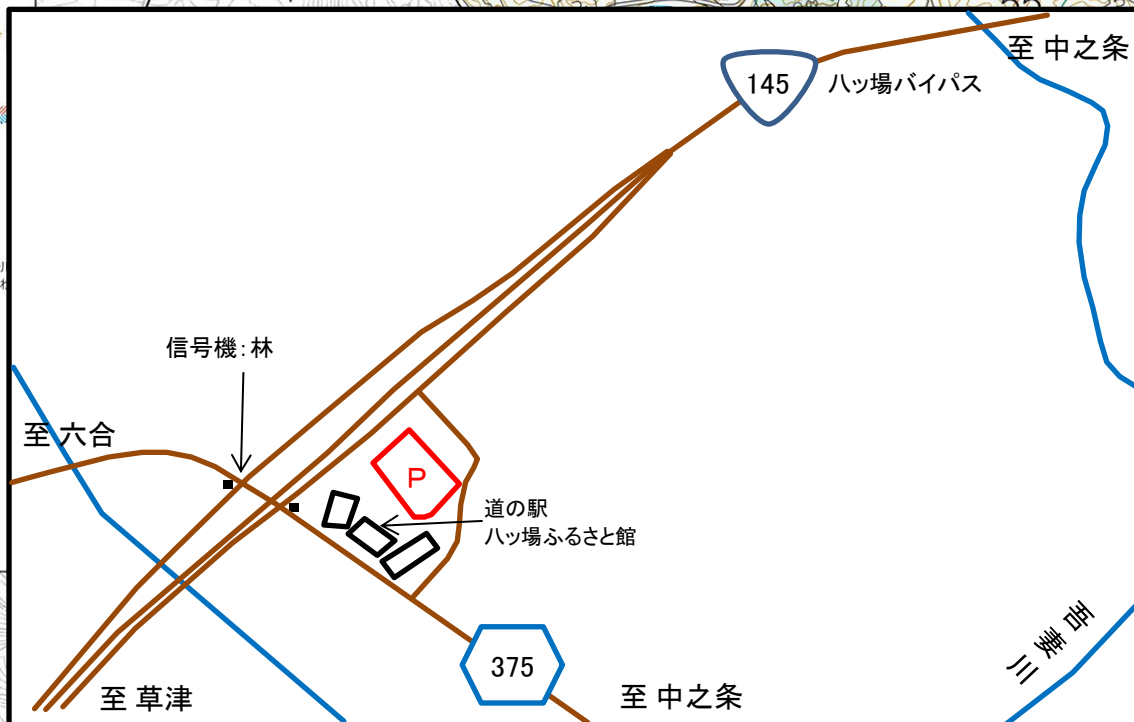 至 中之条
145
八ッ場バイパス
信号機:林
至 六合
P
道の駅
八ッ場ふるさと館
吾妻川
375
至 草津
至 中之条